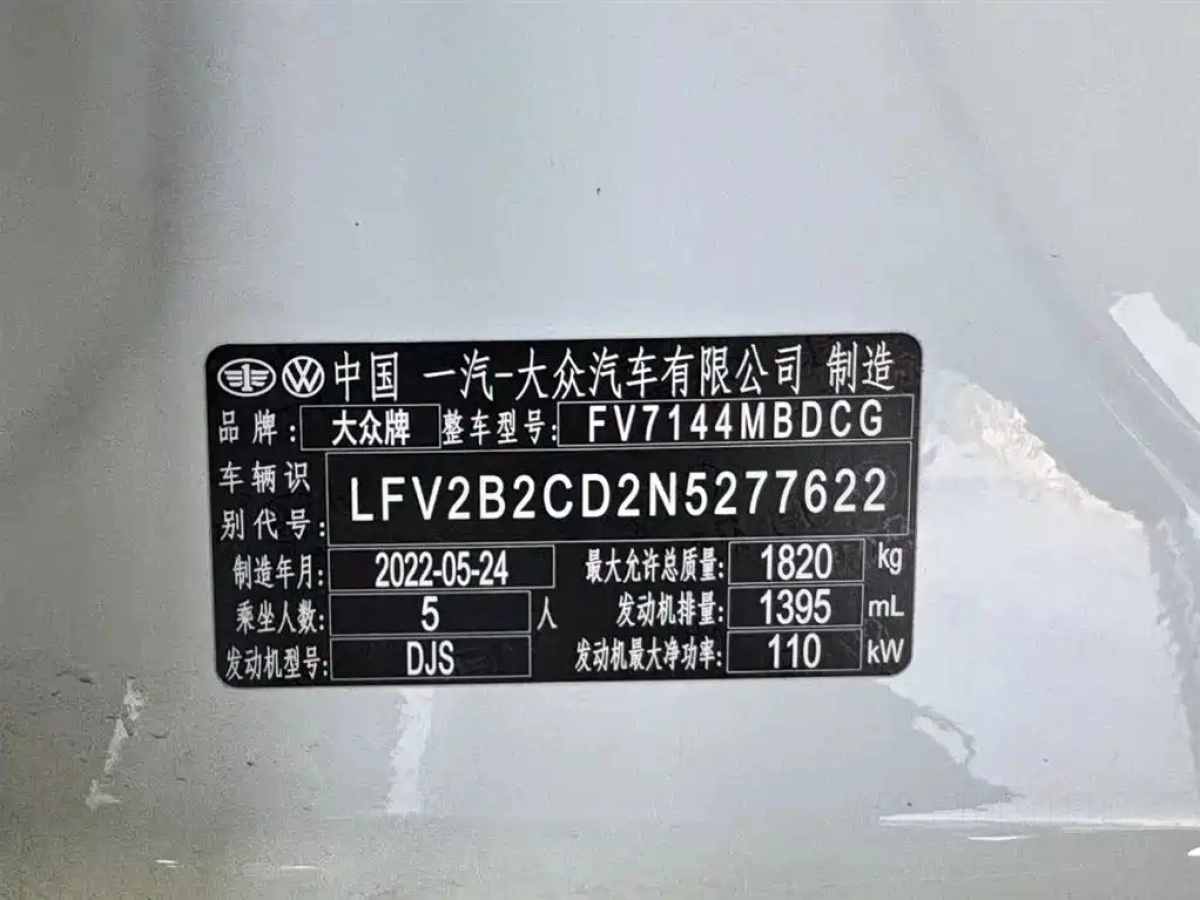 中国 一汽-大众汽车有限公司 制造
品牌: 大众牌 整车型号: FV7144MBDCG
车辆识别代号: LFV2B2CD2N5277622
制造年月: 2022-05-24 最大允许总质量: 1820 kg
乘坐人数: 5 人 发动机排量: 1395 mL
发动机型号: DJS 发动机最大净功率: 110 kW